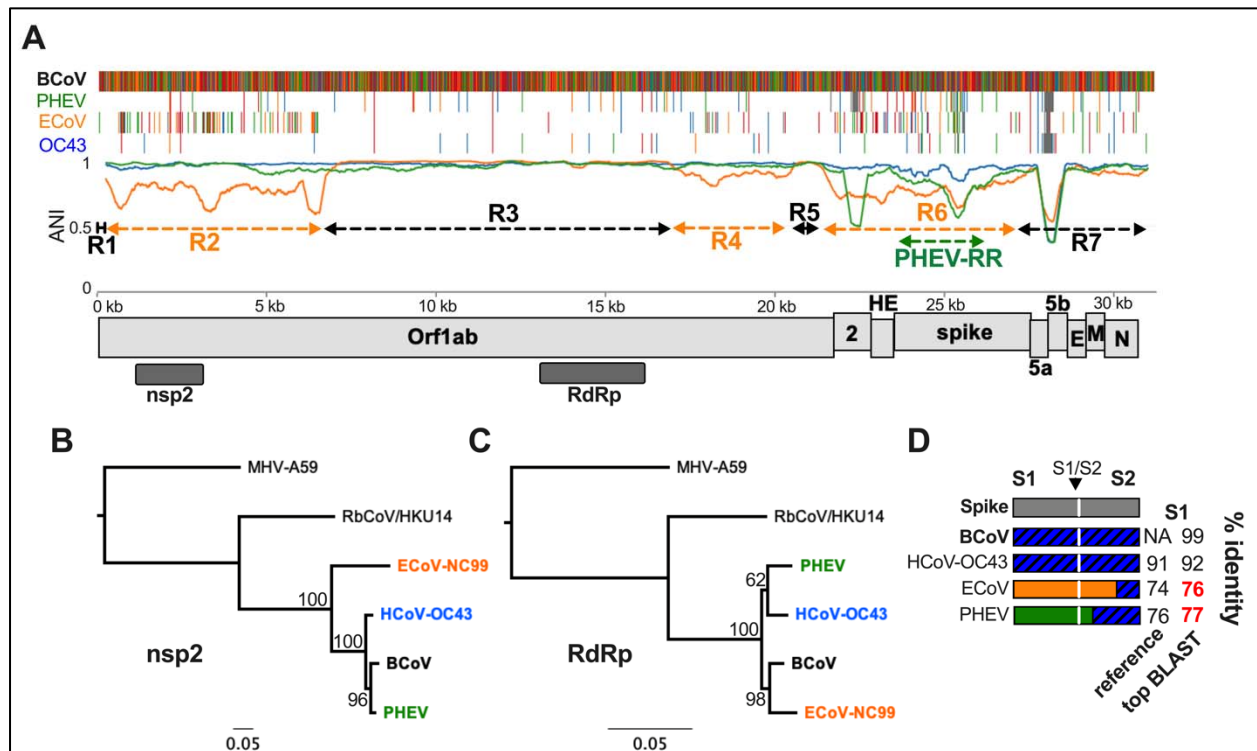 A
BCoV
PHEV
ECoV
OC43
1
ANI
0.5
0
R1
R2
R3
R4
R5
R6
PHEV-RR
R7
0 kb
5 kb
10 kb
15 kb
20 kb
25 kb
30 kb
Orf1ab
2
HE
spike
5a
5b
E
M
N
nsp2
RdRp
B
MHV-A59
RbCoV/HKU14
ECoV-NC99
100
HCoV-OC43
100
BCoV
96
PHEV
nsp2
0.05
C
MHV-A59
RbCoV/HKU14
PHEV
62
HCoV-OC43
100
BCoV
98
ECoV-NC99
RdRp
0.05
D
S1 S1/S2 S2
Spike S1
BCoV NA 99
HCoV-OC43 91 92
ECoV 74 76
PHEV 76 77
reference
top BLAST
% identity